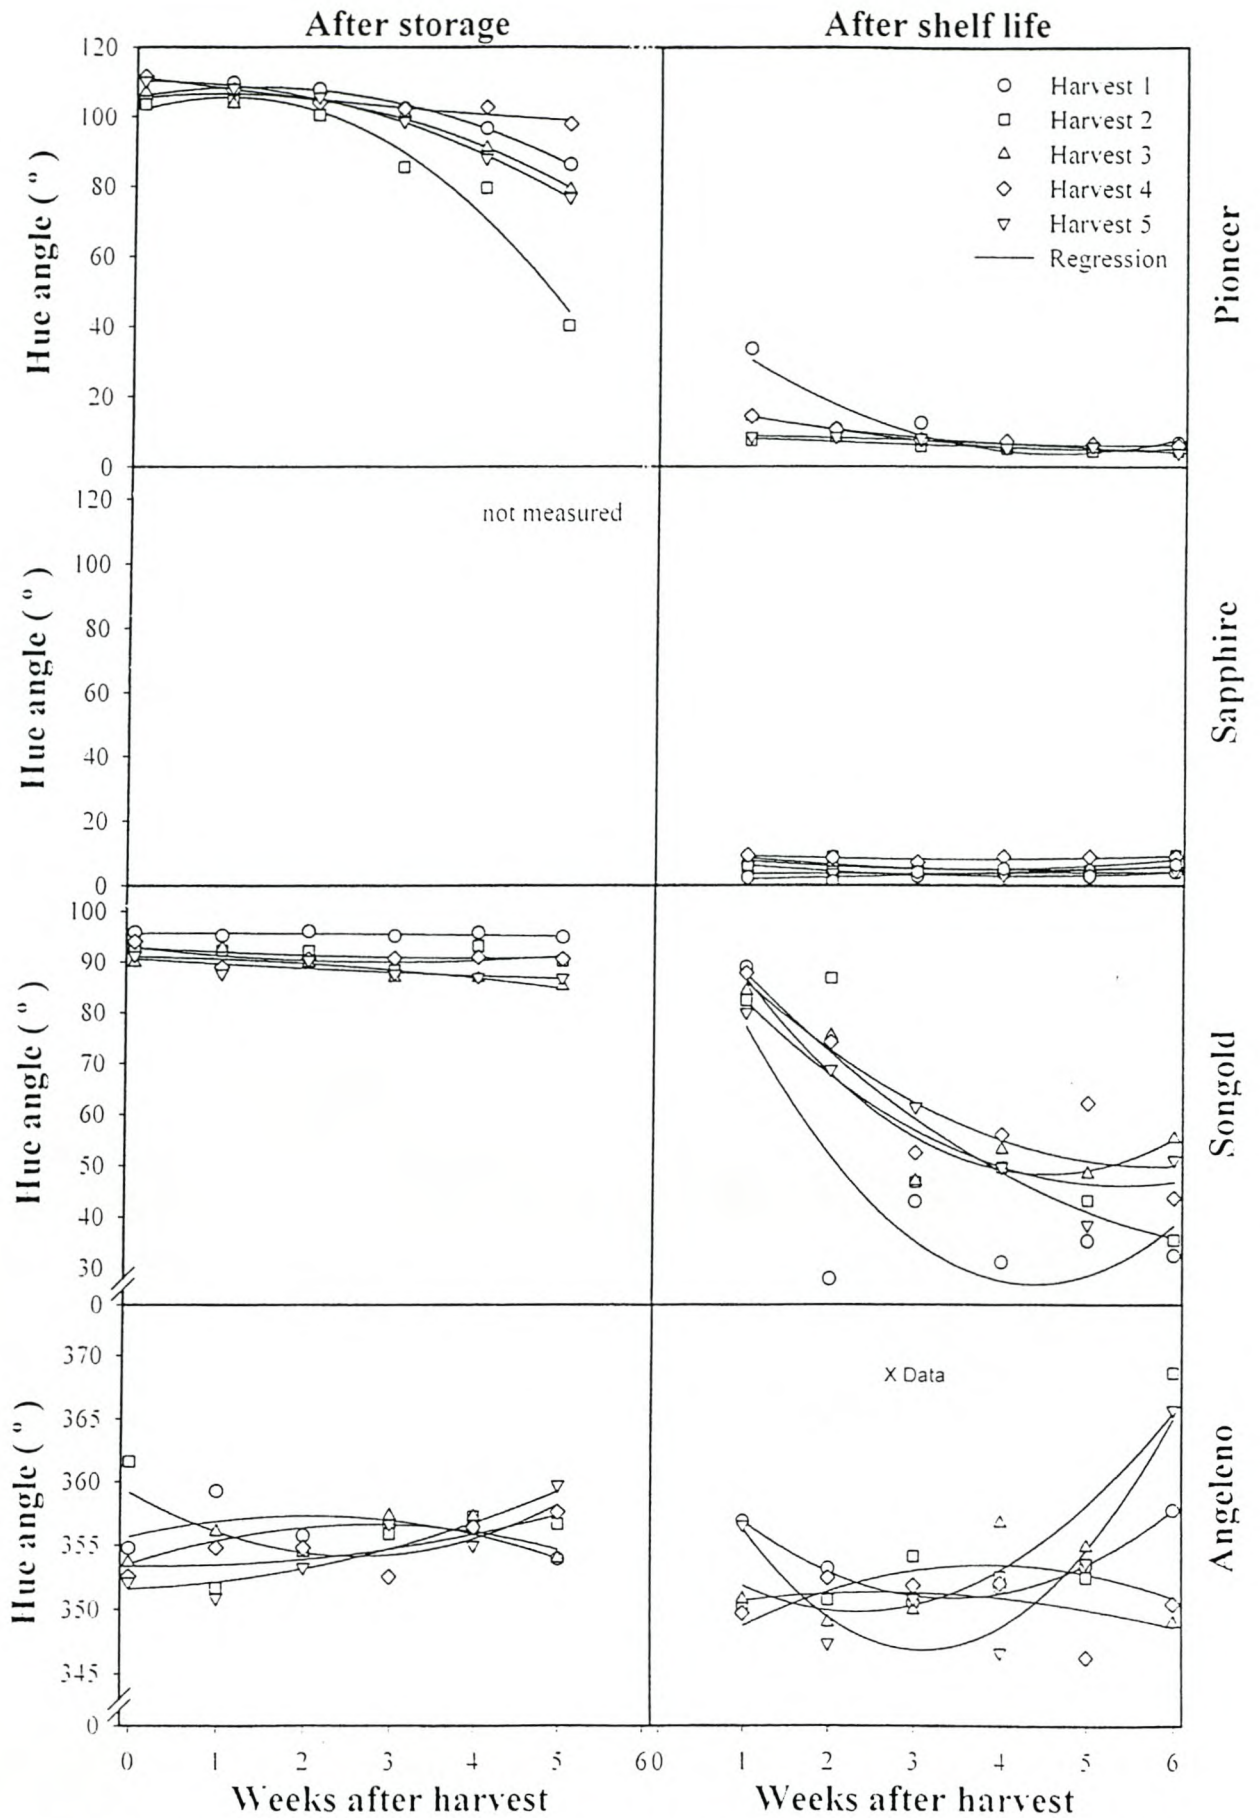 After storage
After shelf life
120
100
80
60
40
20
0
Hue angle ( ° )
Harvest 1
Harvest 2
Harvest 3
Harvest 4
Harvest 5
Regression
Pioneer
120
100
80
60
40
20
0
Hue angle ( ° )
not measured
Sapphire
100
90
80
70
60
50
40
30
0
Hue angle ( ° )
Songold
370
365
360
355
350
345
0
Hue angle ( ° )
X Data
Angeleno
0 1 2 3 4 5 6 0 1 2 3 4 5 6
Weeks after harvest
Weeks after harvest